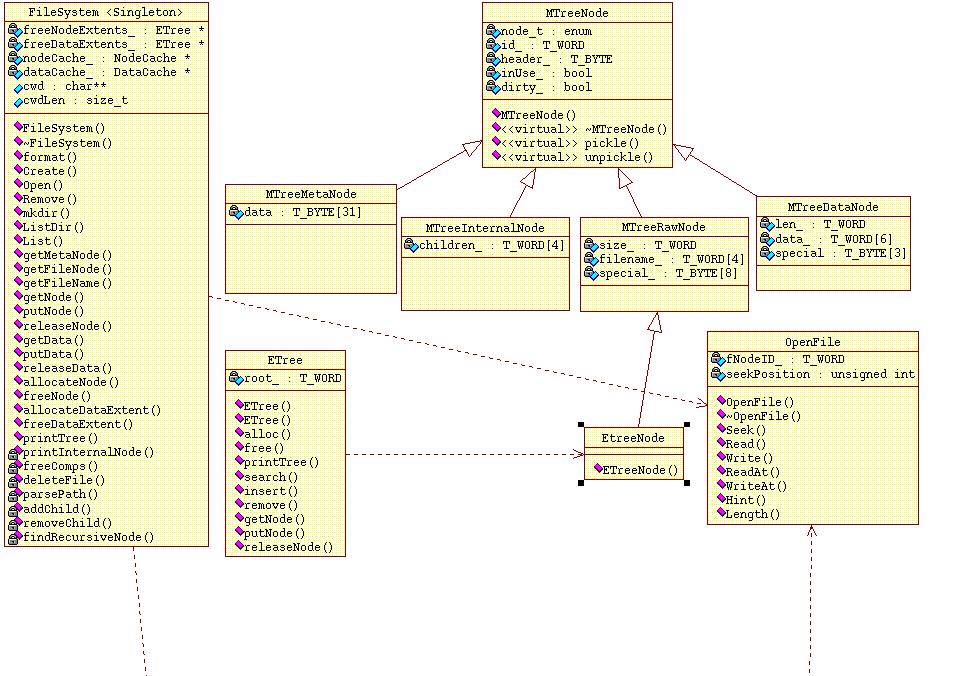 FileSystem <Singleton>
freeNodeExtents_ : ETree *
freeDataExtents_ : ETree *
nodeCache_ : NodeCache *
dataCache_ : DataCache *
cwd : char**
cwdLen : size_t
FileSystem()
~FileSystem()
format()
Create()
Open()
Remove()
mkdir()
ListDir()
List()
getMetaNode()
getFileNode()
getFileName()
getNode()
putNode()
releaseNode()
getData()
putData()
releaseData()
allocateNode()
freeNode()
allocateDataExtent()
freeDataExtent()
printTree()
printInternalNode()
freeComps()
deleteFile()
parsePath()
addChild()
removeChild()
findRecursiveNode()
MTreeNode
node_t : enum
id_ : T_WORD
header_ : T_BYTE
inUse_ : bool
dirty_ : bool
MTreeNode()
<<virtual>> ~MTreeNode()
<<virtual>> pickle()
<<virtual>> unpickle()
MTreeMetaNode
data : T_BYTE[31]
MTreeInternalNode
children_ : T_WORD[4]
MTreeRawNode
size_ : T_WORD
filename_ : T_WORD[4]
special_ : T_BYTE[8]
MTreeDataNode
len_ : T_WORD
data_ : T_WORD[6]
special : T_BYTE[3]
ETree
root_ : T_WORD
ETree()
ETree()
alloc()
free()
printTree()
search()
insert()
remove()
getNode()
putNode()
releaseNode()
EtreeNode
ETreeNode()
OpenFile
fNodeID_ : T_WORD
seekPosition : unsigned int
OpenFile()
~OpenFile()
Seek()
Read()
Write()
ReadAt()
WriteAt()
Hint()
Length()